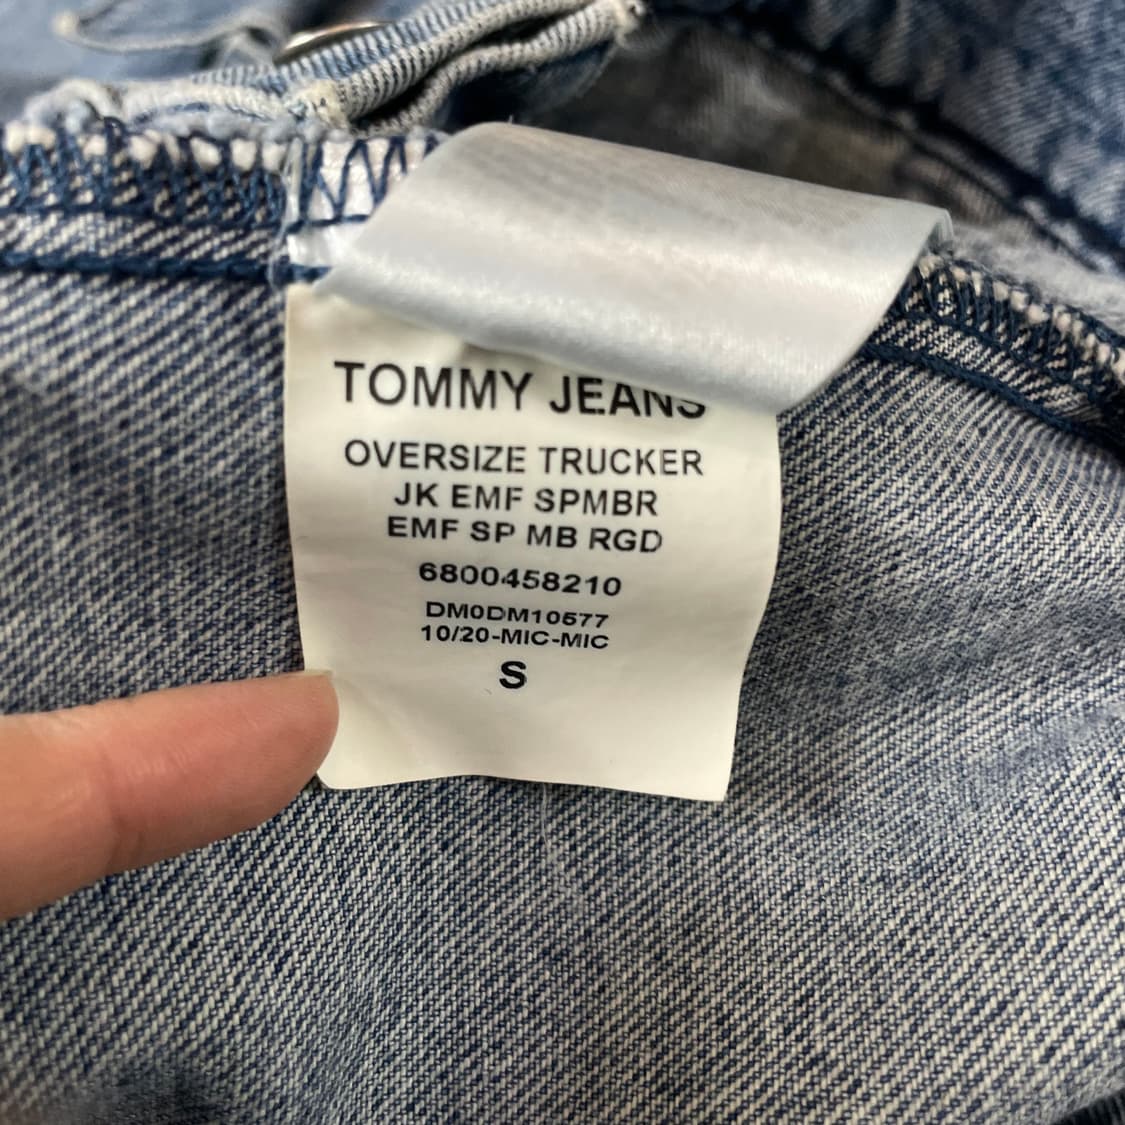 TOMMY JEANS
OVERSIZE TRUCKER
JK EMF SPMBR
EMF SP MB RGD
6800458210
DM0DM10577
10/20-MIC-MIC
S